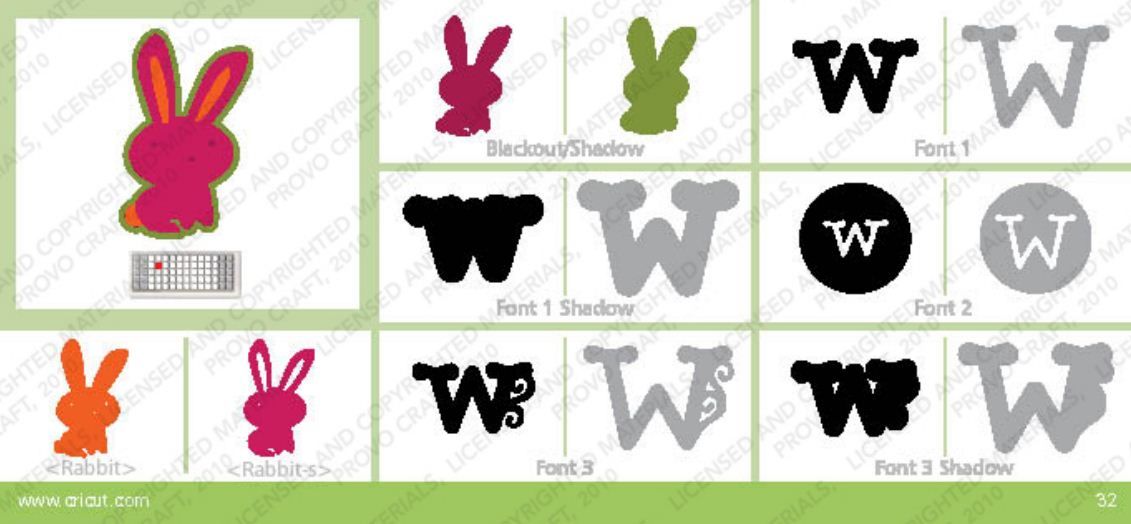 Blackout/Shadow
W W
Font 1
W W
Font 1 Shadow
W W
Font 2
<Rabbit>
<Rabbit-s>
W W
Font 3
W W
Font 3 Shadow
W W
www.cricut.com
32
LICENSED AND COPYRIGHTED MATERIALS,
PROVO CRAFT, 2010